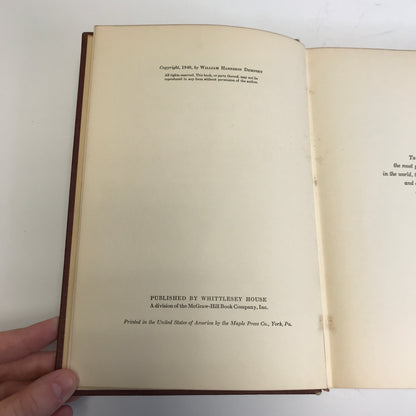 Copyright, 1940, by William Harrison Dempsey
All rights reserved. This book, or parts thereof, may not be
reproduced in any form without permission of the author.
To
the most p
in the world, t
and
PUBLISHED BY WHITTLESEY HOUSE
A division of the McGraw-Hill Book Company, Inc.
Printed in the United States of America by the Maple Press Co., York, Pa.